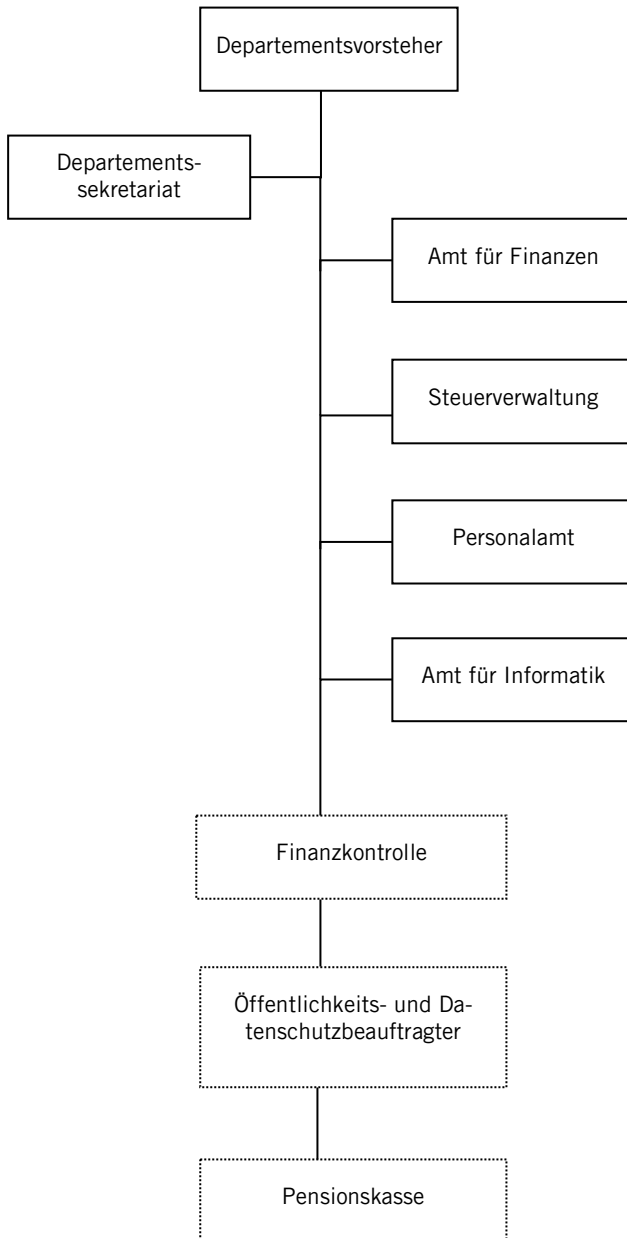 Departementsvorsteher
Departements-
sekretariat
Amt für Finanzen
Steuerverwaltung
Personalamt
Amt für Informatik
Finanzkontrolle
Öffentlichkeits- und Da-
tenschutzbeauftragter
Pensionskasse